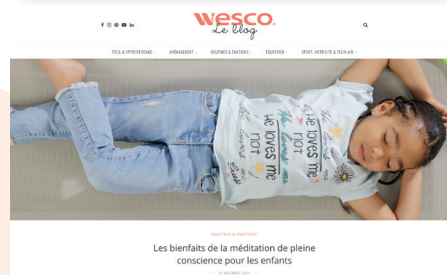 wesco.
Le blog
ÉVEIL & APPRENTISSAGE
AMÉNAGEMENT
ROUTINES & ÉMOTIONS
ÉDUCATION
SPORT, MOTRICITÉ & PLEIN-AIR
He loves me
not
He loves me
not
ROUTINES & ÉMOTIONS
Les bienfaits de la méditation de pleine
conscience pour les enfants